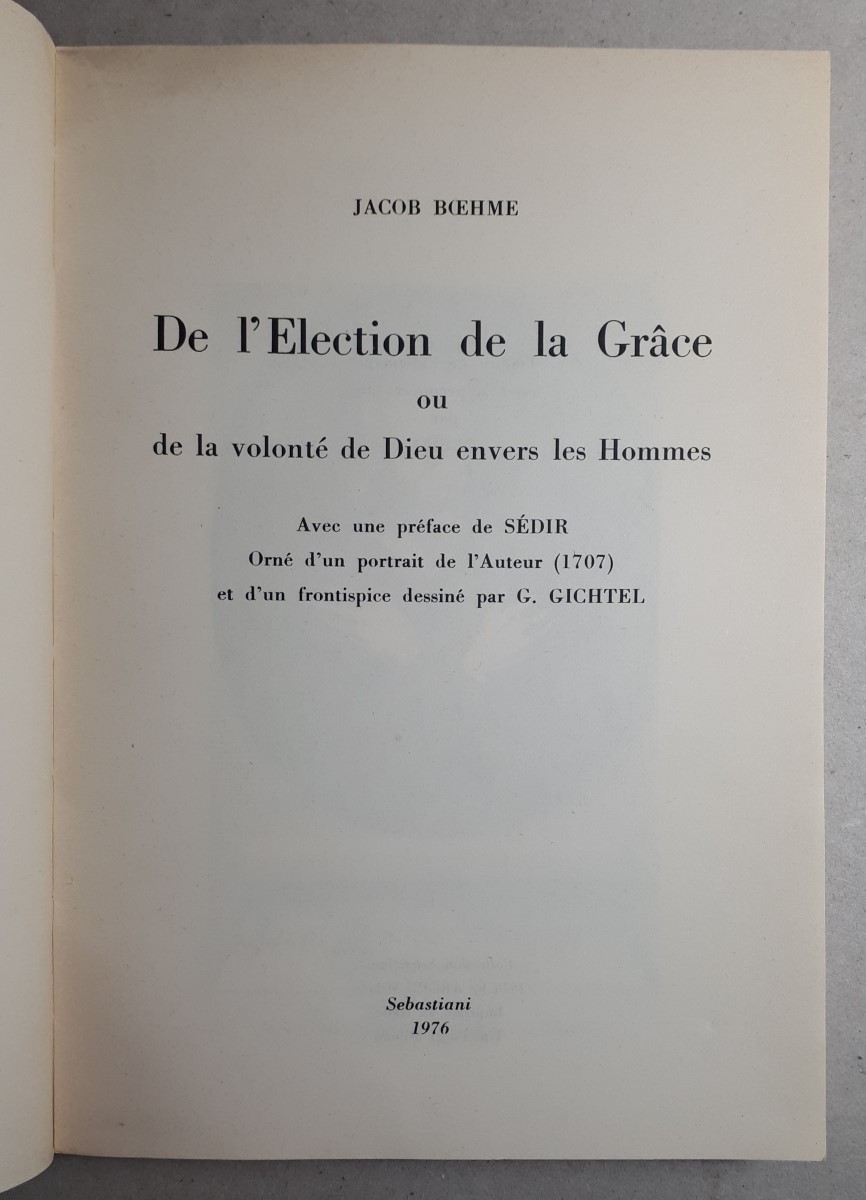 JACOB BŒHME
De l'Election de la Grâce
ou
de la volonté de Dieu envers les Hommes
Avec une préface de SÉDIR
Orné d'un portrait de l'Auteur (1707)
et d'un frontispice dessiné par G. GICHTEL
Sebastiani
1976